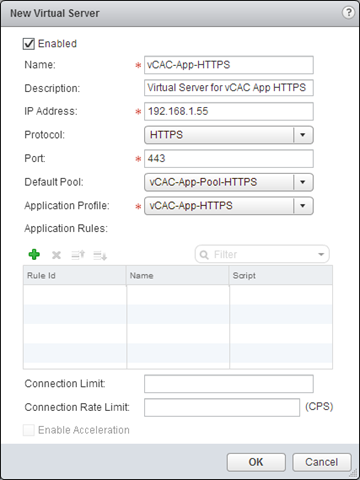 New Virtual Server
?
Enabled
Name: * vCAC-App-HTTPS
Description: Virtual Server for vCAC App HTTPS
IP Address: * 192.168.1.55
Protocol: HTTPS
Port: * 443
Default Pool: vCAC-App-Pool-HTTPS
Application Profile: * vCAC-App-HTTPS
Application Rules:
Filter
Rule Id Name Script
Connection Limit:
Connection Rate Limit: (CPS)
Enable Acceleration
OK Cancel